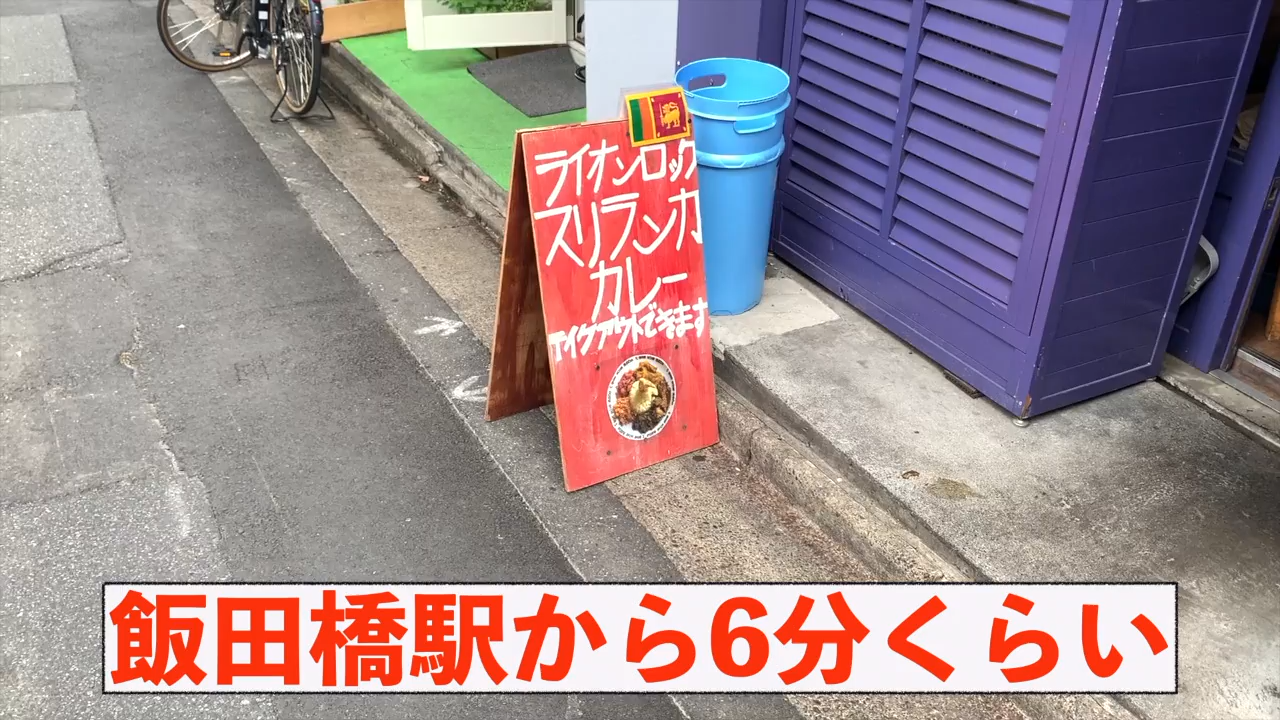 ライオンロック
スリランカ
カレー
テイクアウトできます
飯田橋駅から6分くらい